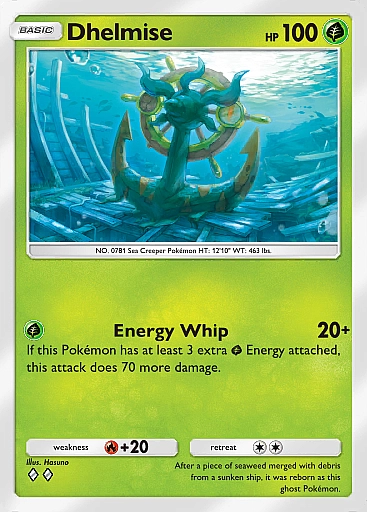 BASIC Dhelmise HP 100
NO. 0781 Sea Creeper Pokémon HT: 12'10" WT: 463 lbs.
Energy Whip 20+
If this Pokémon has at least 3 extra Energy attached,
this attack does 70 more damage.
weakness +20 retreat
Illus. Hasuno
After a piece of seaweed merged with debris
from a sunken ship, it was reborn as this
ghost Pokémon.